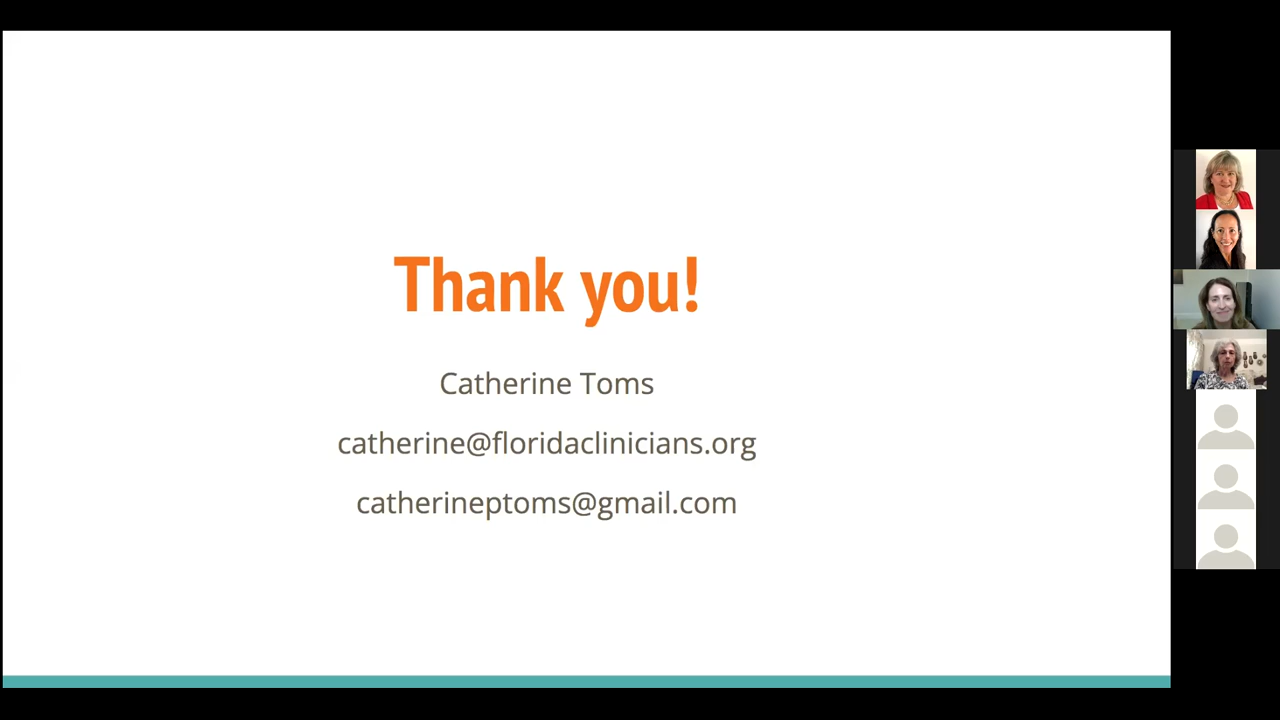 Thank you!
Catherine Toms
catherine@floridaclinicians.org
catherineptoms@gmail.com